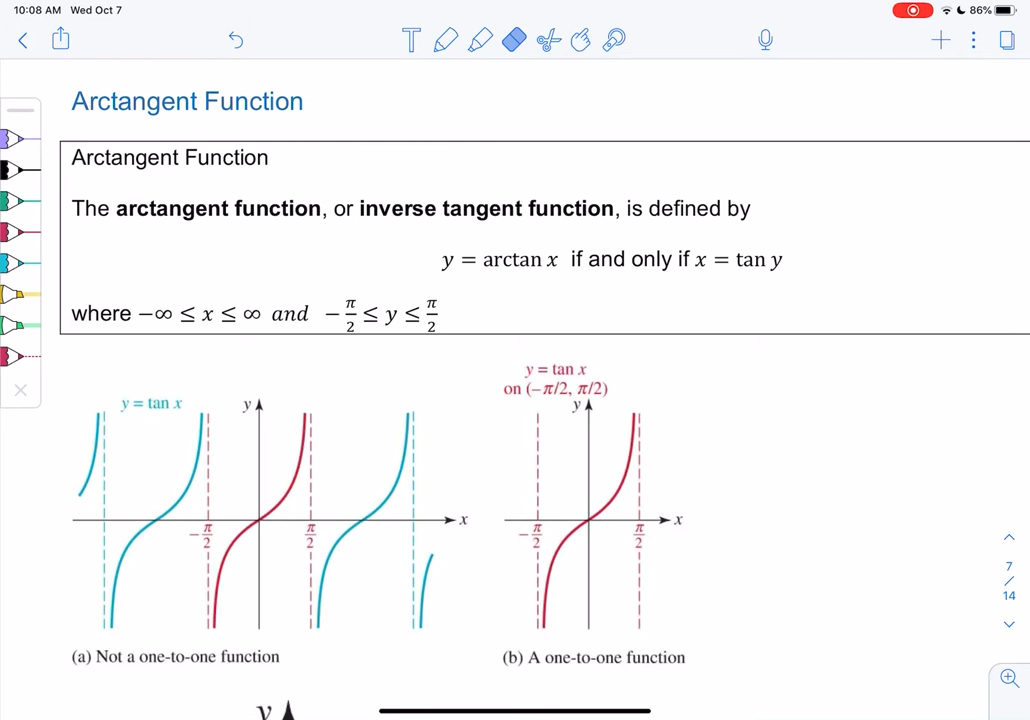 10:08 AM Wed Oct 7
86%
Arctangent Function
Arctangent Function
The arctangent function, or inverse tangent function, is defined by
y = arctan x if and only if x = tan y
where −∞ ≤ x ≤ ∞ and −π/2 ≤ y ≤ π/2
y = tan x
y
x
−π/2
π/2
(a) Not a one-to-one function
y = tan x
on (−π/2, π/2)
y
x
−π/2
π/2
(b) A one-to-one function
7
/
14
y